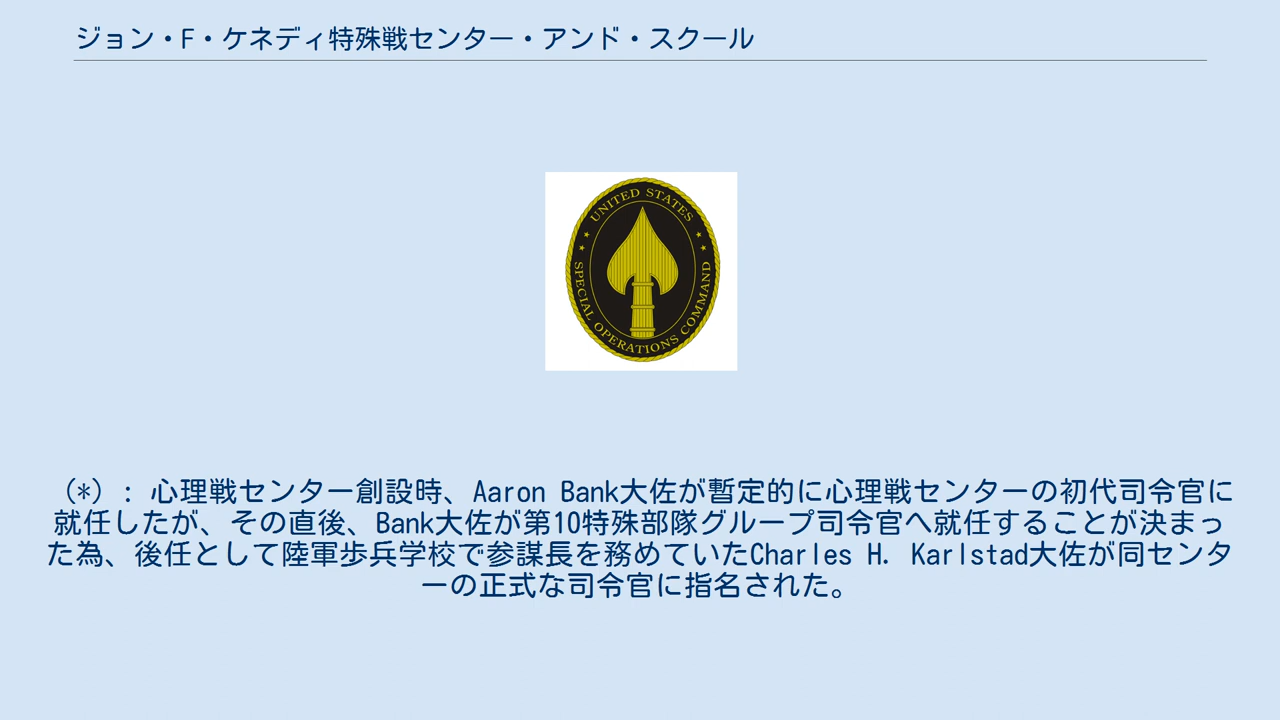 ジョン・F・ケネディ特殊戦センター・アンド・スクール
UNITED STATES
SPECIAL OPERATIONS COMMAND
（*）: 心理戦センター創設時、Aaron Bank大佐が暫定的に心理戦センターの初代司令官に
就任したが、その直後、Bank大佐が第10特殊部隊グループ司令官へ就任することが決まっ
た為、後任として陸軍歩兵学校で参謀長を務めていたCharles H. Karlstad大佐が同センタ
ーの正式な司令官に指名された。